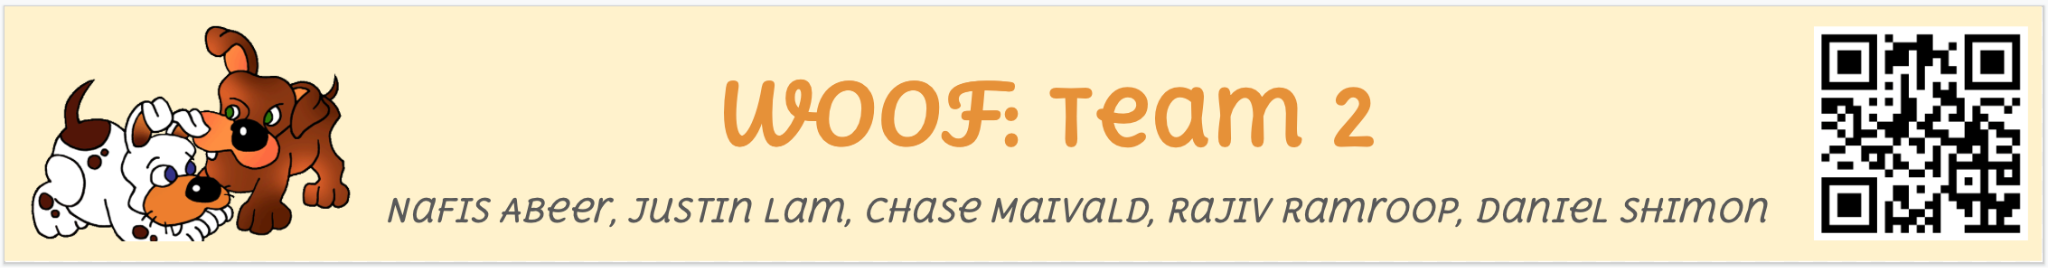 WOOF: Team 2
Nafis Abeer, Justin Lam, Chase Maivald, Rajiv Ramroop, Daniel Shimon